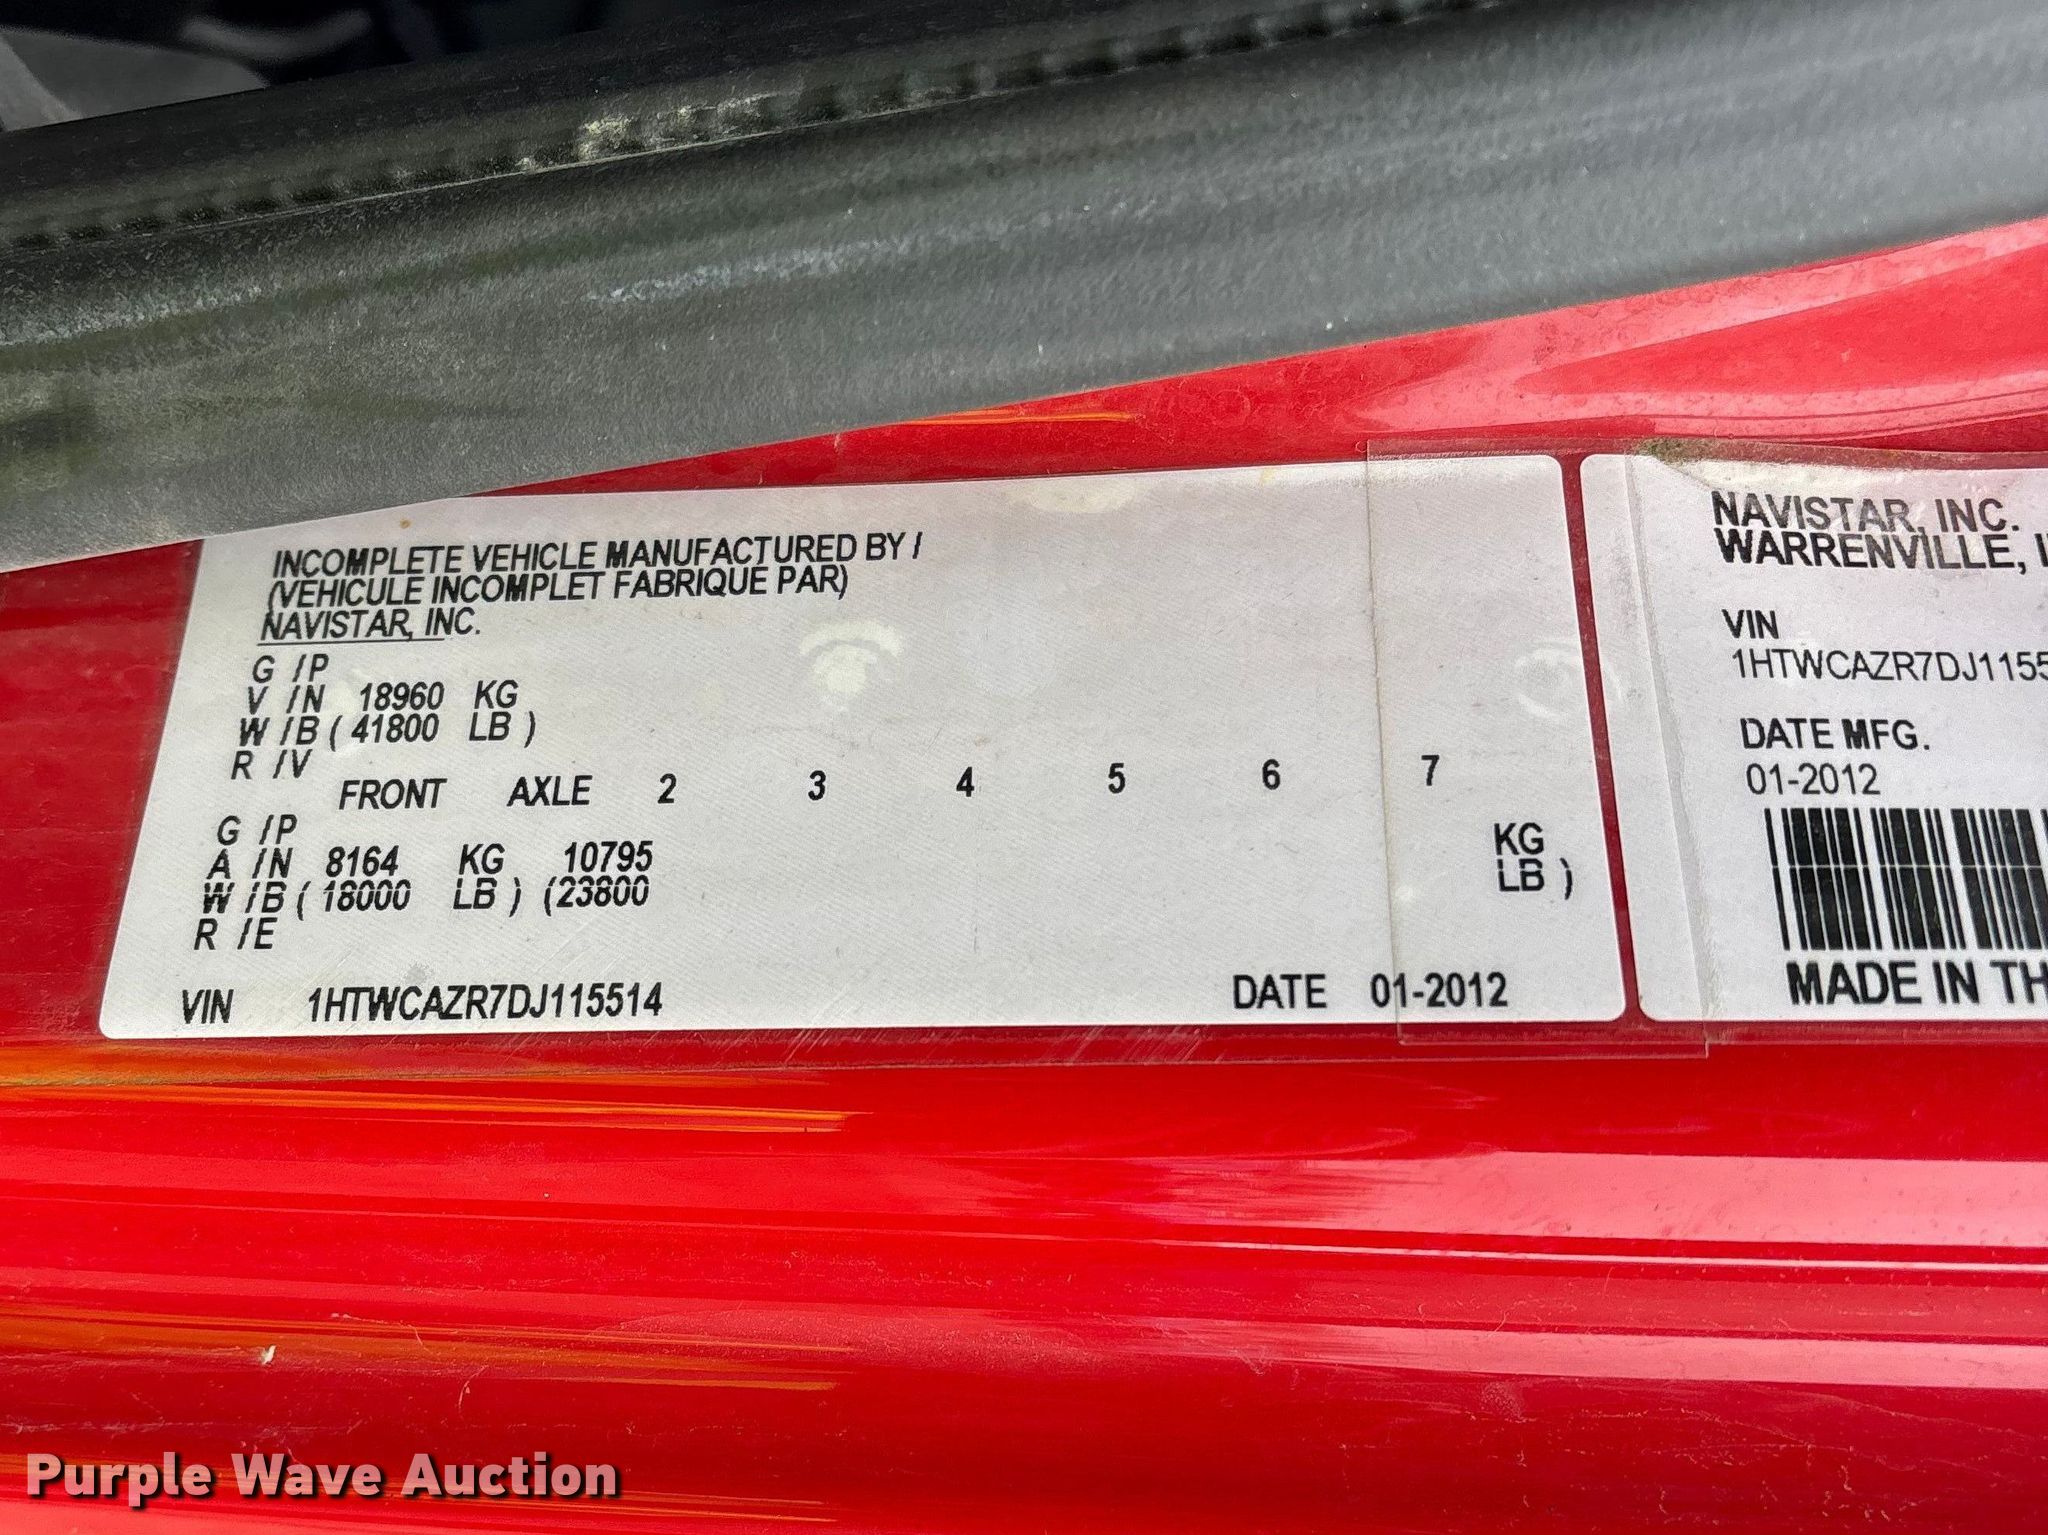 INCOMPLETE VEHICLE MANUFACTURED BY /
(VEHICULE INCOMPLET FABRIQUE PAR)
NAVISTAR, INC.
G /P
V /N 18960 KG
W /B ( 41800 LB )
R /V
FRONT AXLE 2 3 4 5 6 7
G /P
A /N 8164 KG 10795 KG
W /B ( 18000 LB ) (23800 LB )
R /E
VIN 1HTWCAZR7DJ115514 DATE 01-2012
NAVISTAR, INC.
WARRENVILLE,
VIN
1HTWCAZR7DJ1155
DATE MFG.
01-2012
MADE IN TH
Purple Wave Auction